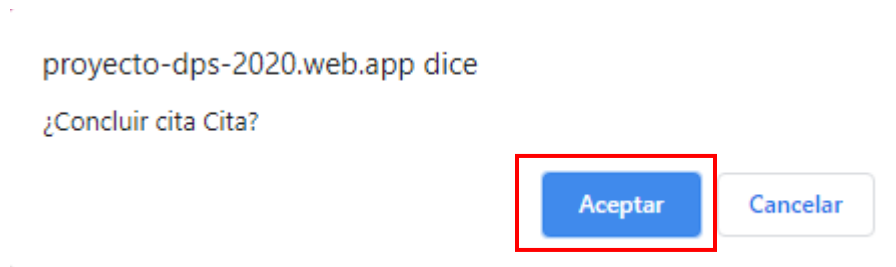 proyecto-dps-2020.web.app dice
¿Concluir cita Cita?
Aceptar Cancelar